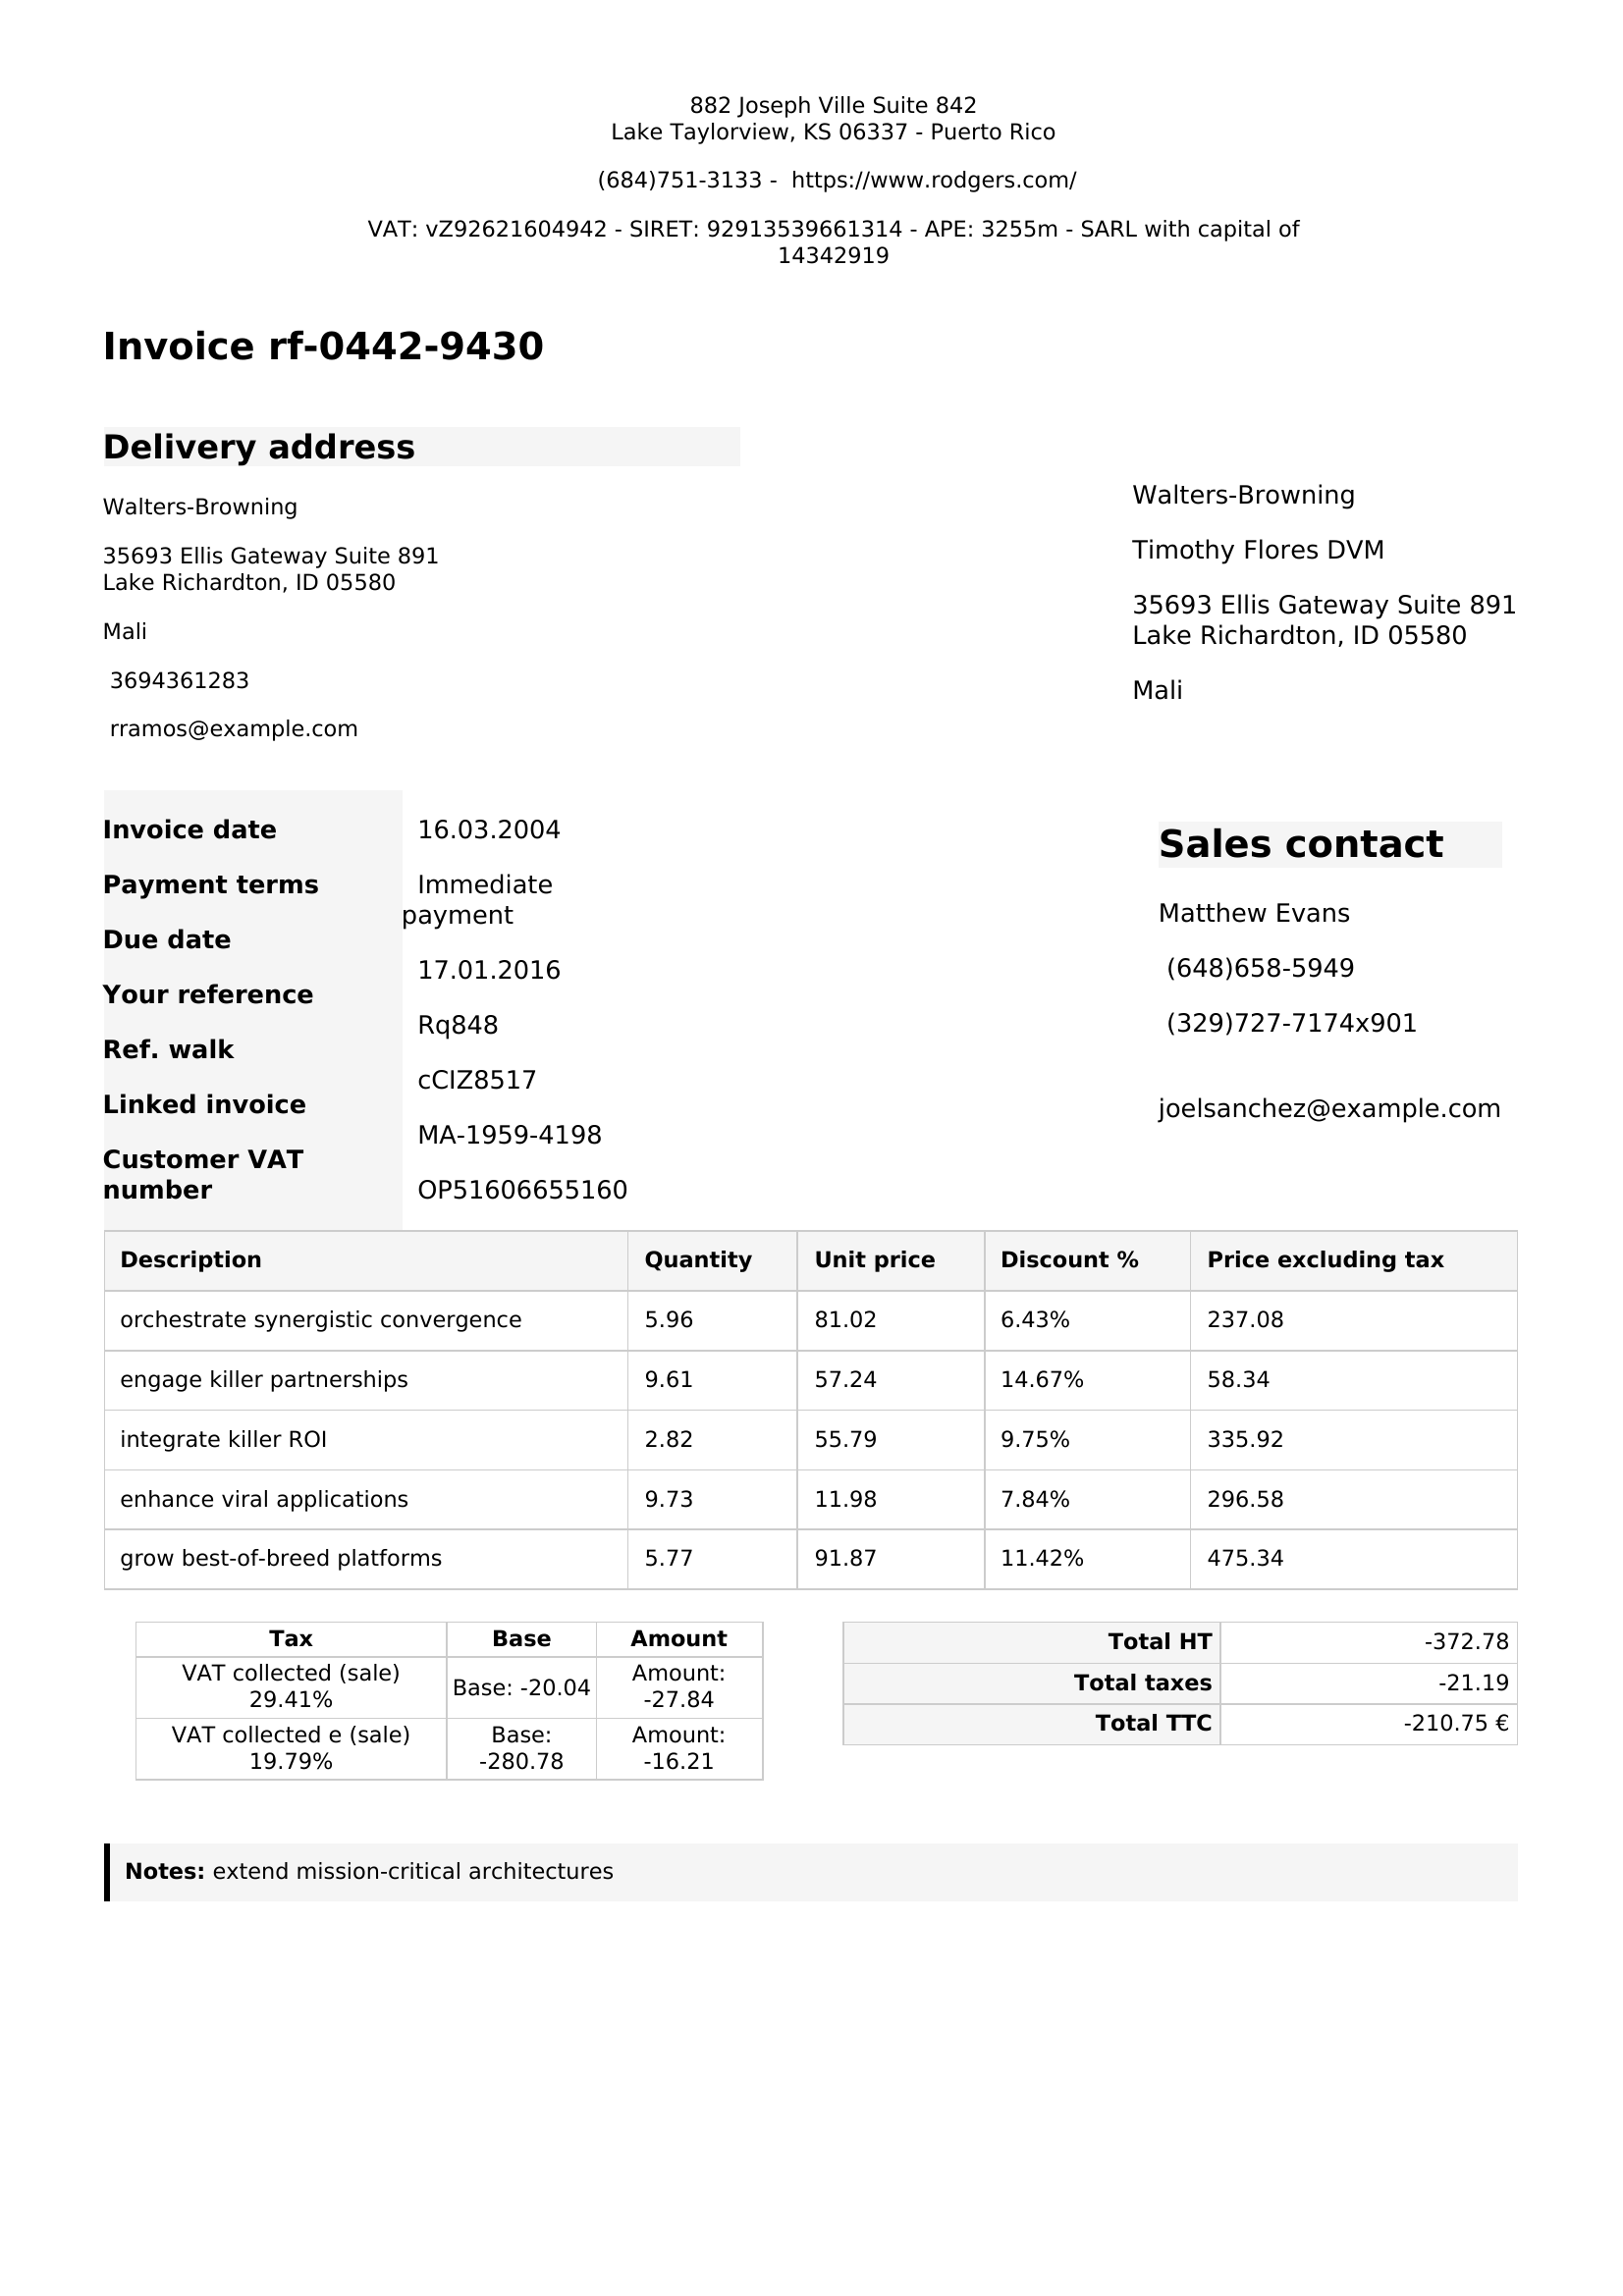 882 Joseph Ville Suite 842
Lake Taylorview, KS 06337 - Puerto Rico
(684)751-3133 - https://www.rodgers.com/
VAT: vZ92621604942 - SIRET: 92913539661314 - APE: 3255m - SARL with capital of
14342919
Invoice rf-0442-9430
Delivery address
Walters-Browning
35693 Ellis Gateway Suite 891
Lake Richardton, ID 05580
Mali
3694361283
rramos@example.com
Walters-Browning
Timothy Flores DVM
35693 Ellis Gateway Suite 891
Lake Richardton, ID 05580
Mali
Invoice date
Payment terms
Due date
Your reference
Ref. walk
Linked invoice
Customer VAT
number
16.03.2004
Immediate
payment
17.01.2016
Rq848
cCIZ8517
MA-1959-4198
OP51606655160
Sales contact
Matthew Evans
(648)658-5949
(329)727-7174x901
joelsanchez@example.com
Description Quantity Unit price Discount % Price excluding tax
orchestrate synergistic convergence 5.96 81.02 6.43% 237.08
engage killer partnerships 9.61 57.24 14.67% 58.34
integrate killer ROI 2.82 55.79 9.75% 335.92
enhance viral applications 9.73 11.98 7.84% 296.58
grow best-of-breed platforms 5.77 91.87 11.42% 475.34
Tax Base Amount
VAT collected (sale)
29.41%
Base: -20.04
Amount:
-27.84
VAT collected e (sale)
19.79%
Base:
-280.78
Amount:
-16.21
Total HT -372.78
Total taxes -21.19
Total TTC -210.75 €
Notes: extend mission-critical architectures